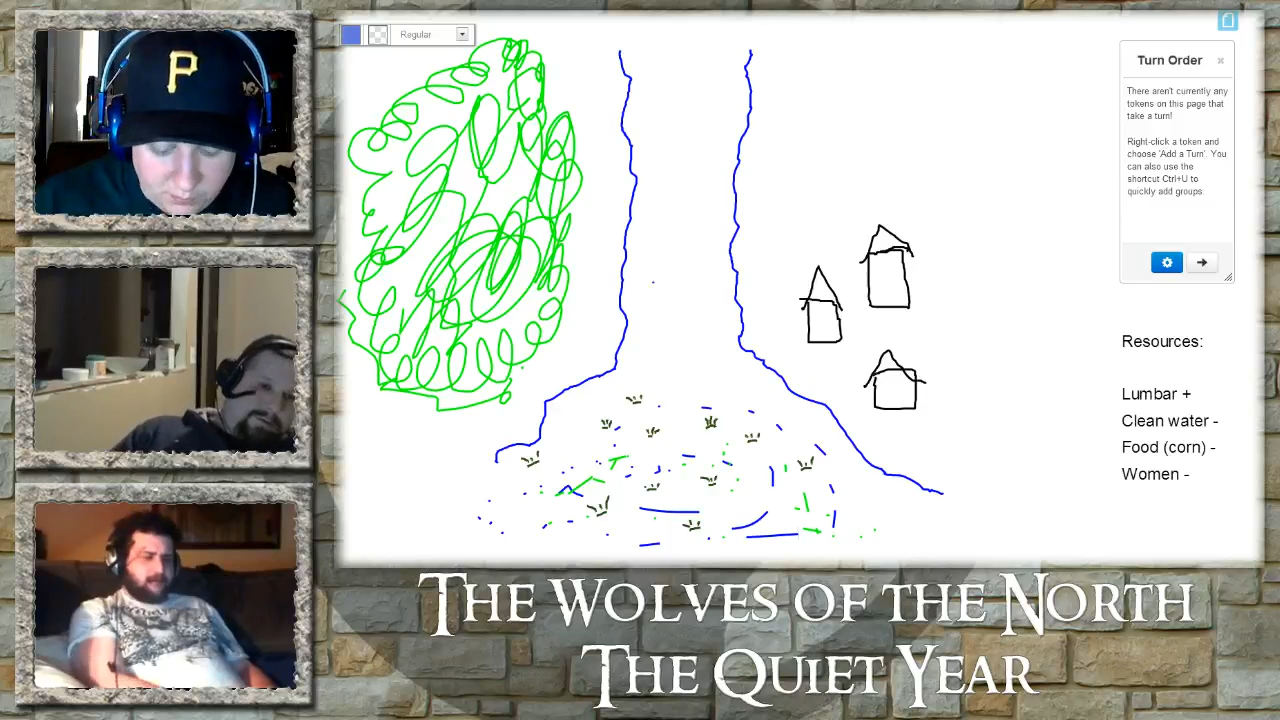 P
Regular
Turn Order
There aren't currently any
tokens on this page that
take a turn!
Right-click a token and
choose 'Add a Turn'. You
can also use the
shortcut Ctrl+U to
quickly add groups.
Resources:
Lumbar +
Clean water -
Food (corn) -
Women -
The Wolves of the North
The Quiet Year